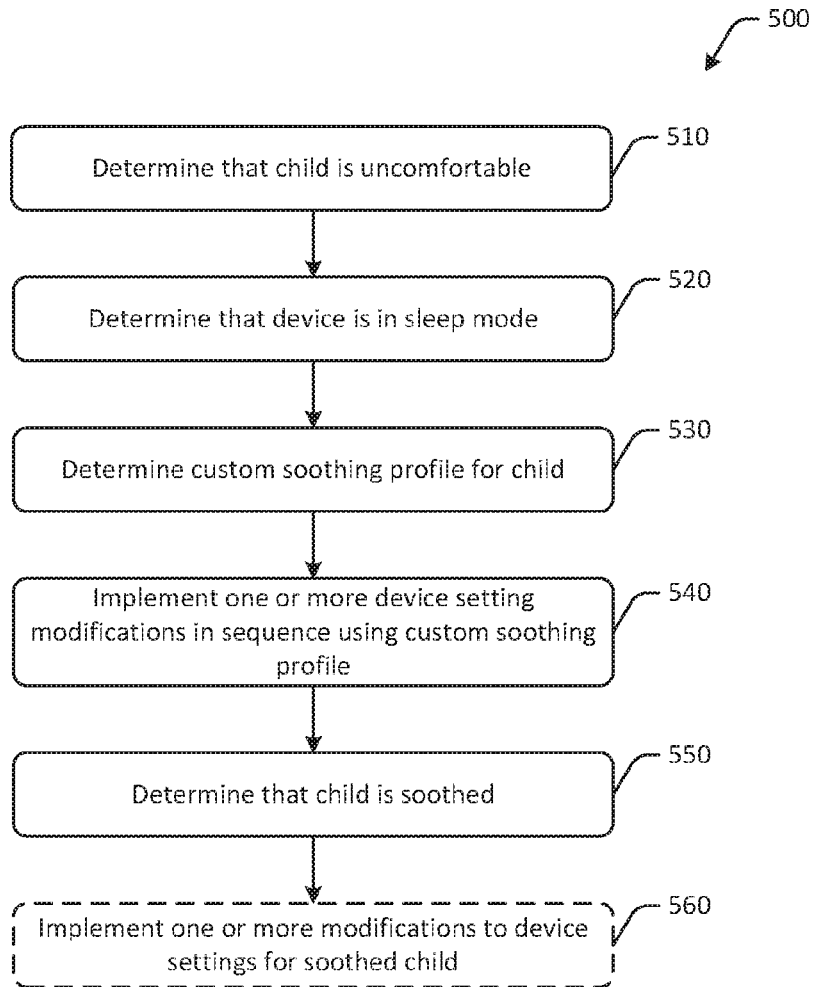 500
Determine that child is uncomfortable
510
Determine that device is in sleep mode
520
Determine custom soothing profile for child
530
Implement one or more device setting
modifications in sequence using custom soothing
profile
540
Determine that child is soothed
550
Implement one or more modifications to device
settings for soothed child
560